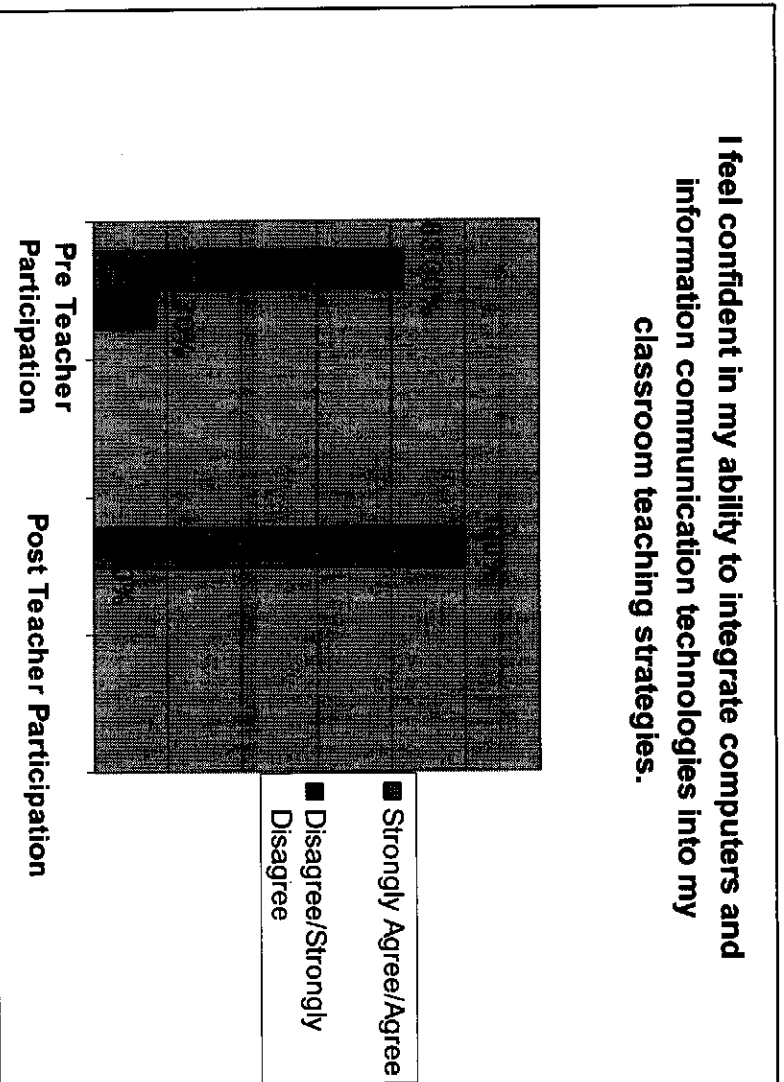 I feel confident in my ability to integrate computers and
information communication technologies into my
classroom teaching strategies.
100%
0%
Pre Teacher
Participation
Post Teacher Participation
Strongly Agree/Agree
Disagree/Strongly
Disagree